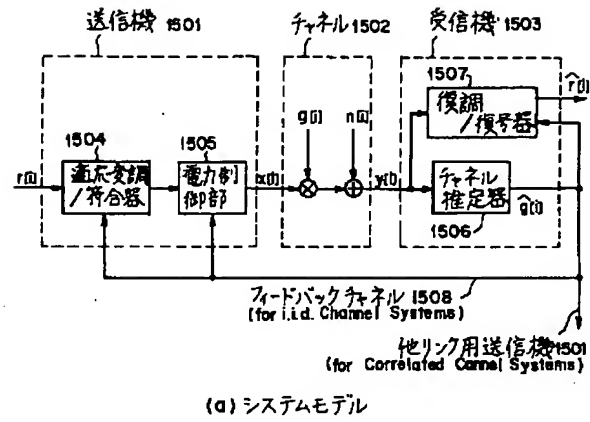 送信機 1501
チャネル 1502
受信機 1503
1504
適応変調
/符合器
1505
電力制
御部
r[i]
x[i]
g[i]
n[i]
y[i]
1507
復調
/復号器
r̂[i]
チャネル
推定器
1506
ĝ[i]
フィードバックチャネル 1508
(for i.i.d. Channel Systems)
他リンク用送信機 1501
(for Correlated Cannel Systems)
(a) システムモデル